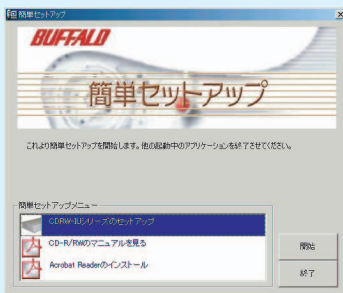 簡単セットアップ
BUFFALO
簡単セットアップ
これより簡単セットアップを開始します。他の起動中のアプリケーションを終了させてください。
簡単セットアップメニュー
CDRW-IUシリーズのセットアップ
CD-R/RWのマニュアルを見る
Acrobat Readerのインストール
開始
終了